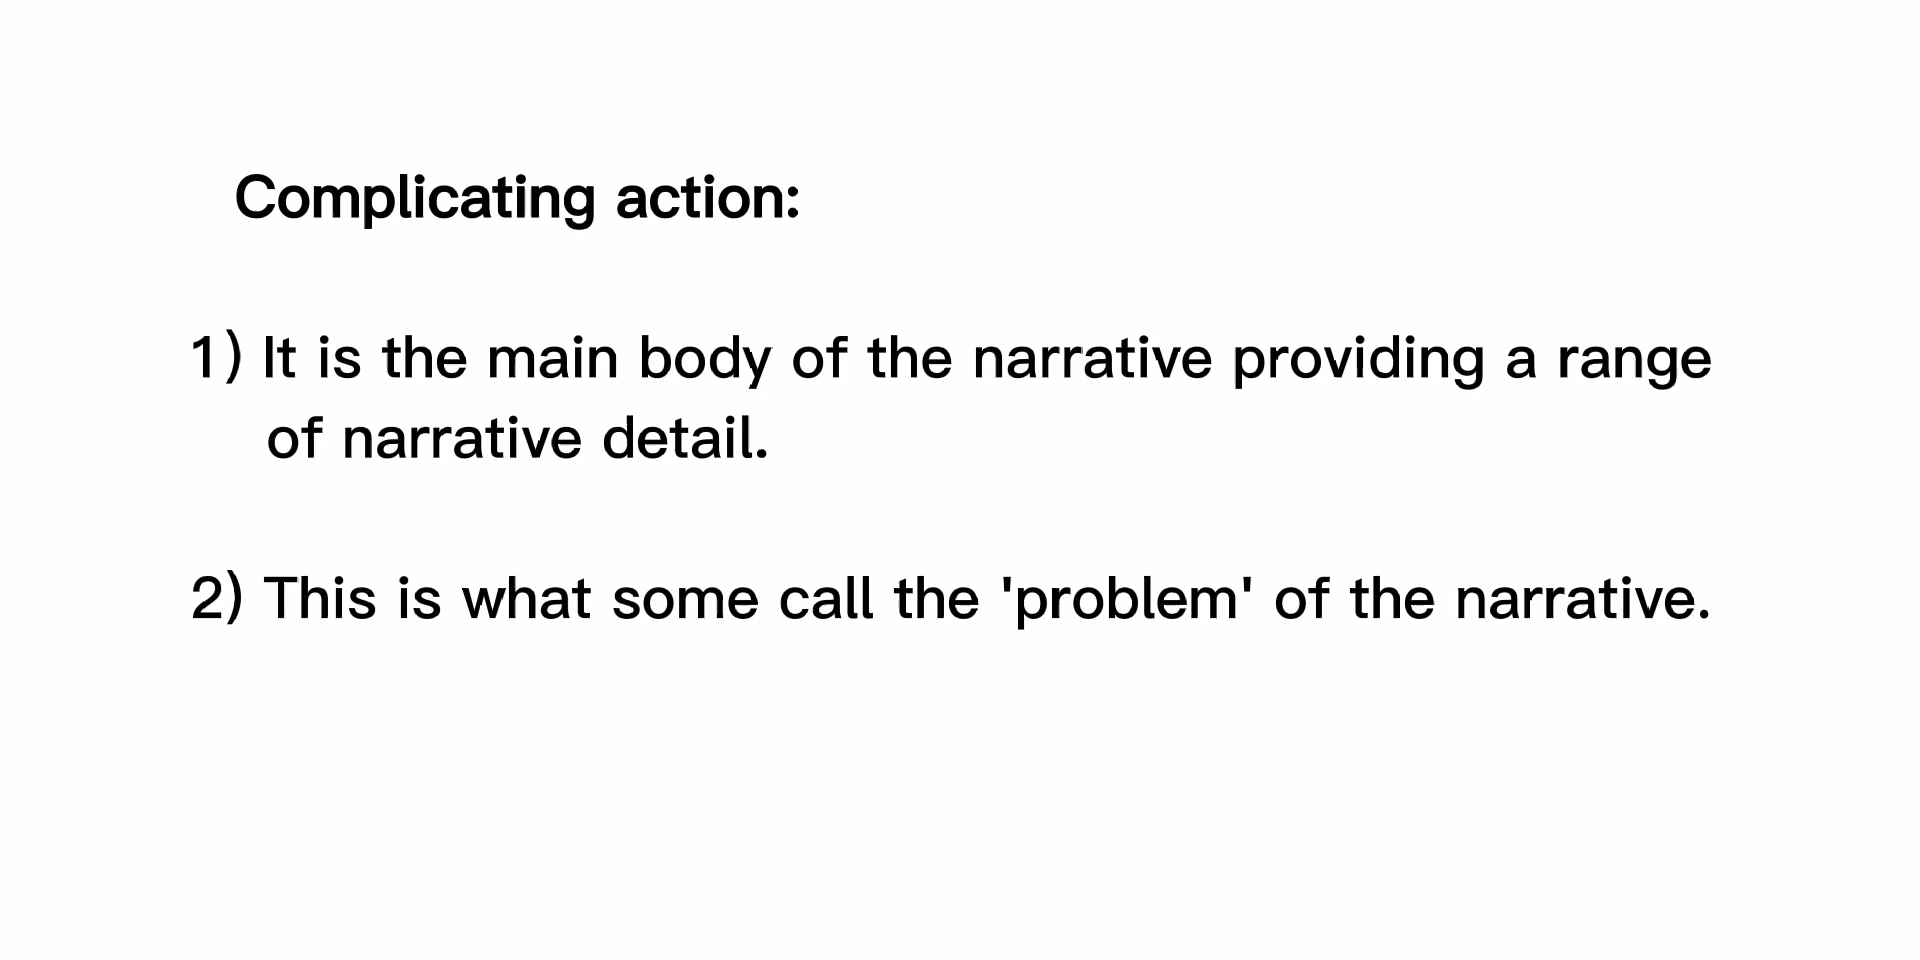 Complicating action:
1) It is the main body of the narrative providing a range
of narrative detail.
2) This is what some call the 'problem' of the narrative.